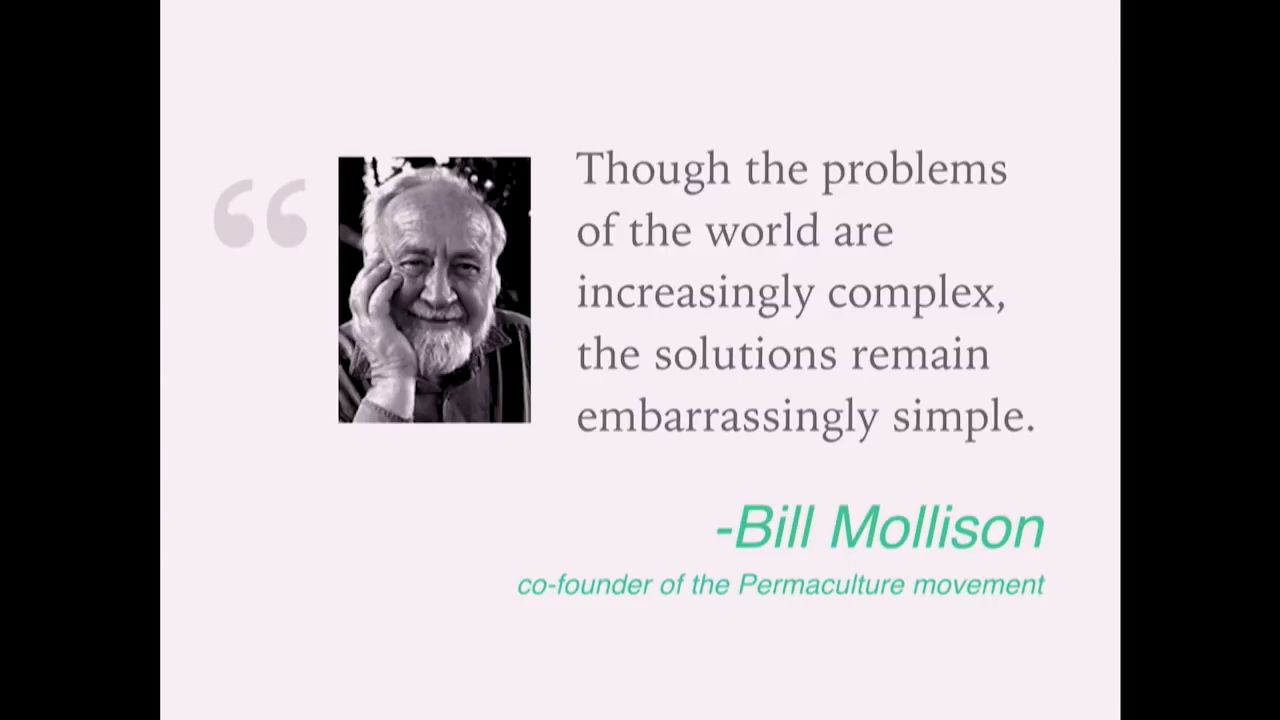 “
Though the problems
of the world are
increasingly complex,
the solutions remain
embarrassingly simple.
-Bill Mollison
co-founder of the Permaculture movement